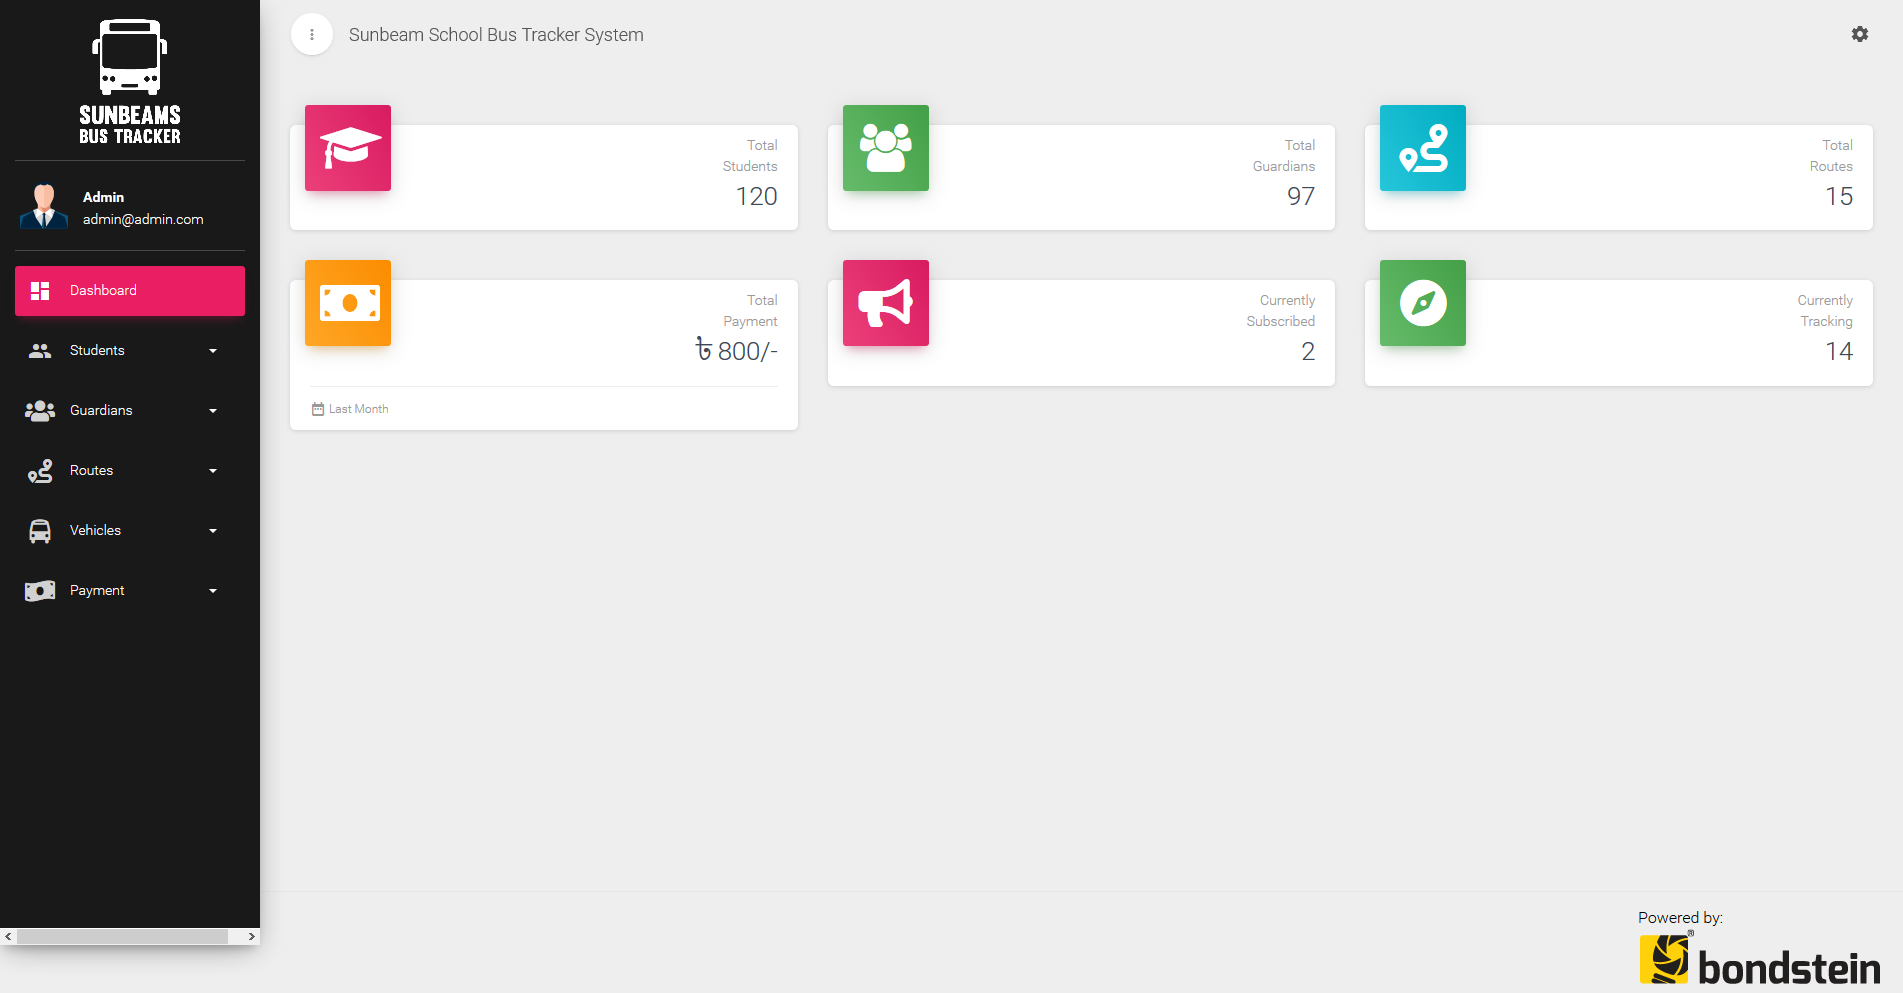 SUNBEAMS
BUS TRACKER
Admin
admin@admin.com
Dashboard
Students
Guardians
Routes
Vehicles
Payment
Sunbeam School Bus Tracker System
Total
Students
120
Total
Guardians
97
Total
Routes
15
Total
Payment
৳ 800/-
Last Month
Currently
Subscribed
2
Currently
Tracking
14
Powered by:
bondstein®